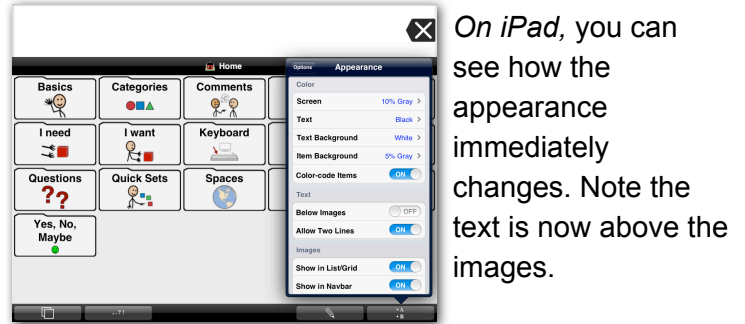 Home
Basics
Categories
Comments
I need
I want
Keyboard
Questions
Quick Sets
Spaces
??
Yes, No,
Maybe
..?!
Options Appearance
Color
Screen 10% Gray >
Text Black >
Text Background White >
Item Background 5% Gray >
Color-code Items ON
Text
Below Images OFF
Allow Two Lines ON
Images
Show in List/Grid ON
Show in Navbar ON
On iPad, you can
see how the
appearance
immediately
changes. Note the
text is now above the
images.